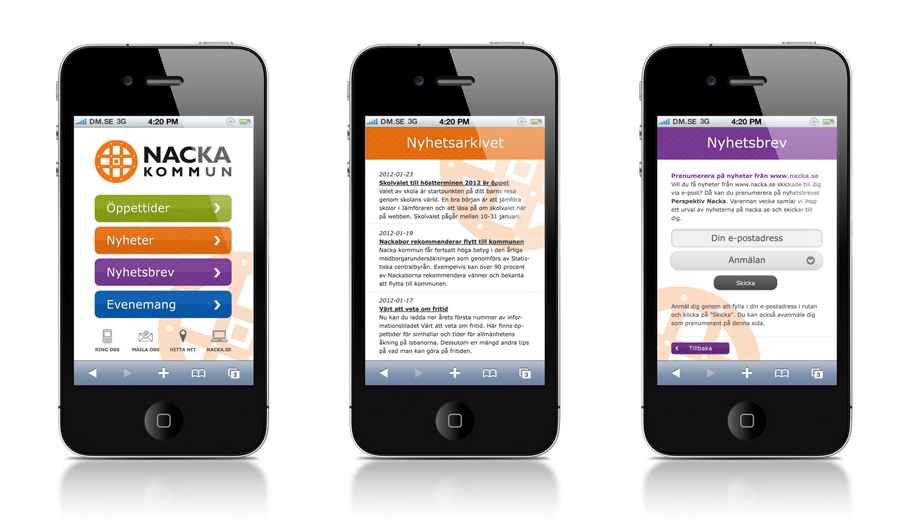 DM.SE 3G 4:20 PM
NACKA
KOMMUN
Öppettider
Nyheter
Nyhetsbrev
Evenemang
RING OSS MAILA OSS HITTA HIT NACKA.SE
3
DM.SE 3G 4:20 PM
Nyhetsarkivet
2012-01-23
Skolvalet till höstterminen 2012 är öppet
Valet av skola är startpunkten på ditt barns resa
genom skolans värld. En bra början är att jämföra
skolor i Jämföraren och att läsa på om skolvalet här
på webben. Skolvalet pågår mellan 10-31 januari.
2012-01-19
Nackabor rekommenderar flytt till kommunen
Nacka kommun får fortsatt höga betyg i den årliga
medborgarundersökningen som genomförs av Statis-
tiska centralbyrån. Exempelvis kan över 90 procent
av Nackaborna rekommendera vänner och bekanta
att flytta till kommunen.
2012-01-17
Värt att veta om fritid
Nu kan du ladda ner årets första nummer av infor-
mationsbladet Värt att veta om fritid. Här finns öp-
pettider för simhallar och tider för allmänhetens
åkning på isbanorna. Dessutom en mängd andra tips
på vad man kan göra på fritiden.
3
DM.SE 3G 4:20 PM
Nyhetsbrev
Prenumerera på nyheter från www.nacka.se
Vill du få nyheter från www.nacka.se skickade till dig
via e-post? Då kan du prenumerera på nyhetsbrevet
Perspektiv Nacka. Varannan vecka samlar vi ihop
ett urval av nyheterna på nacka.se och skickar till
dig.
Din e-postadress
Anmälan
Skicka
Anmäl dig genom att fylla i din e-postadress i rutan
och klicka på "Skicka". Du kan också avanmäla dig
som prenumerant på denna sida.
Tillbaka
3